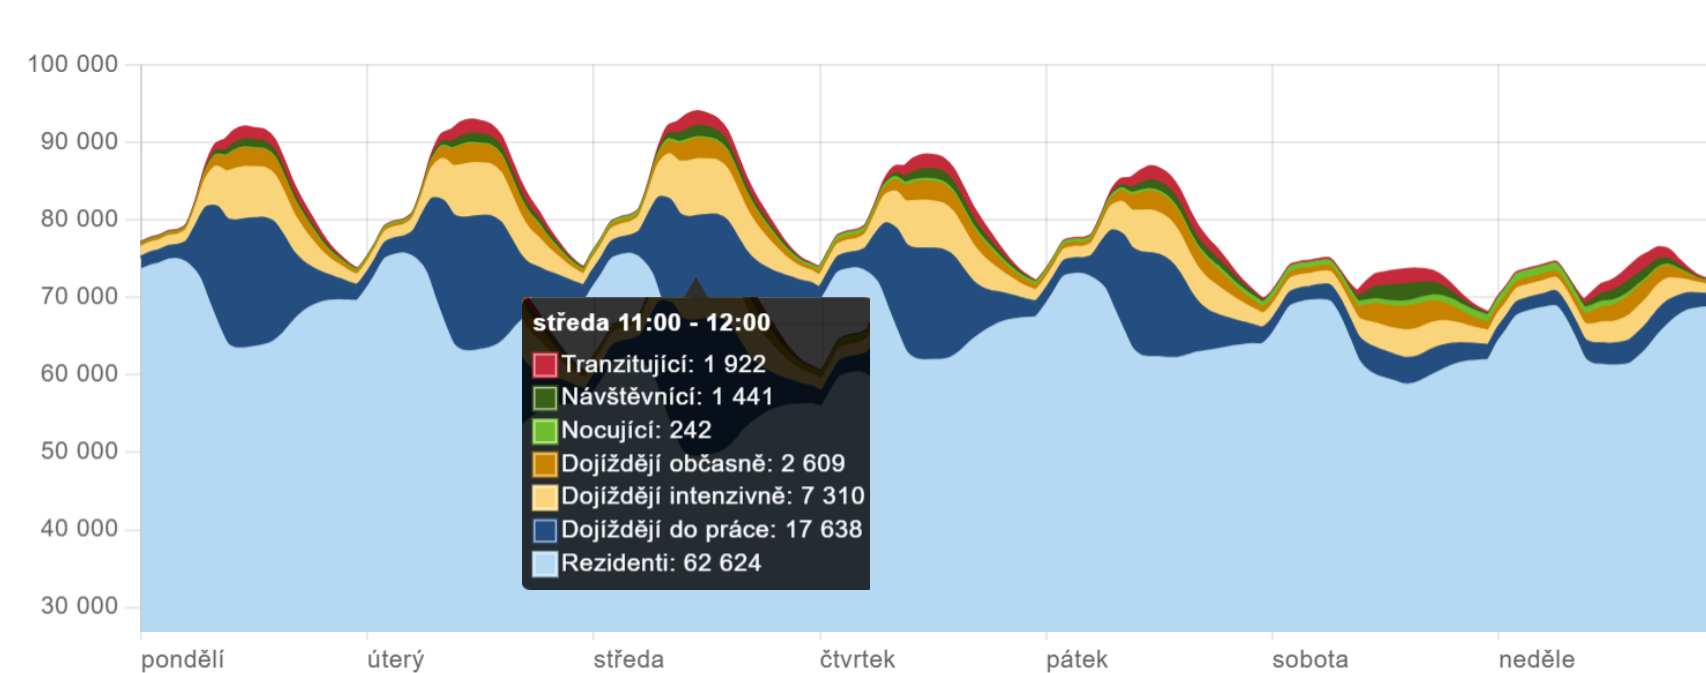 100 000
90 000
80 000
70 000
60 000
50 000
40 000
30 000
středa 11:00 - 12:00
Tranzitující: 1 922
Návštěvníci: 1 441
Nocující: 242
Dojíždějí občasně: 2 609
Dojíždějí intenzivně: 7 310
Dojíždějí do práce: 17 638
Rezidenti: 62 624
pondělí úterý středa čtvrtek pátek sobota neděle